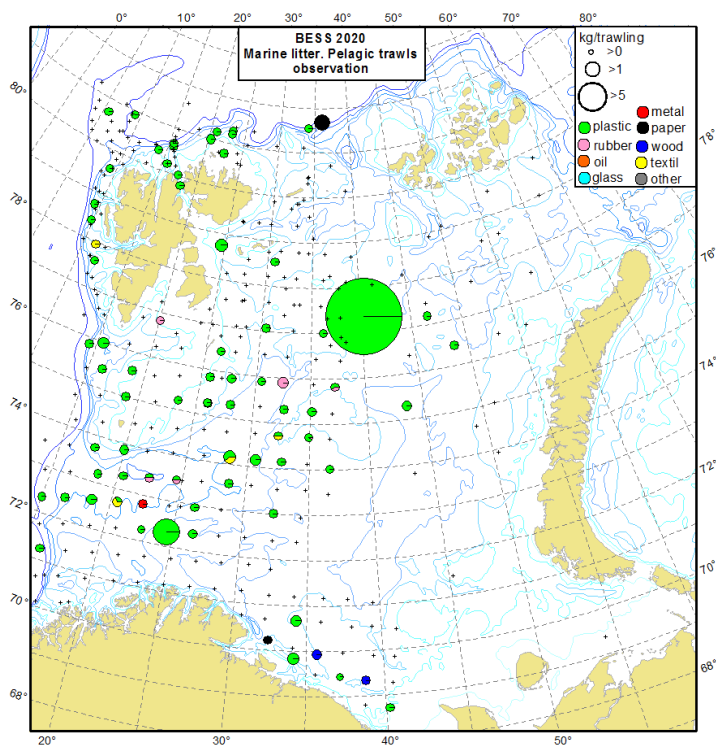 0° 10° 20° 30° 40° 50° 60° 70° 80°
BESS 2020
Marine litter. Pelagic trawls
observation
kg/trawling
>0
>1
>5
metal
plastic
paper
rubber
wood
oil
textil
glass
other
80°
78°
76°
74°
72°
70°
68°
78°
76°
74°
72°
70°
68°
20°
30°
40°
50°